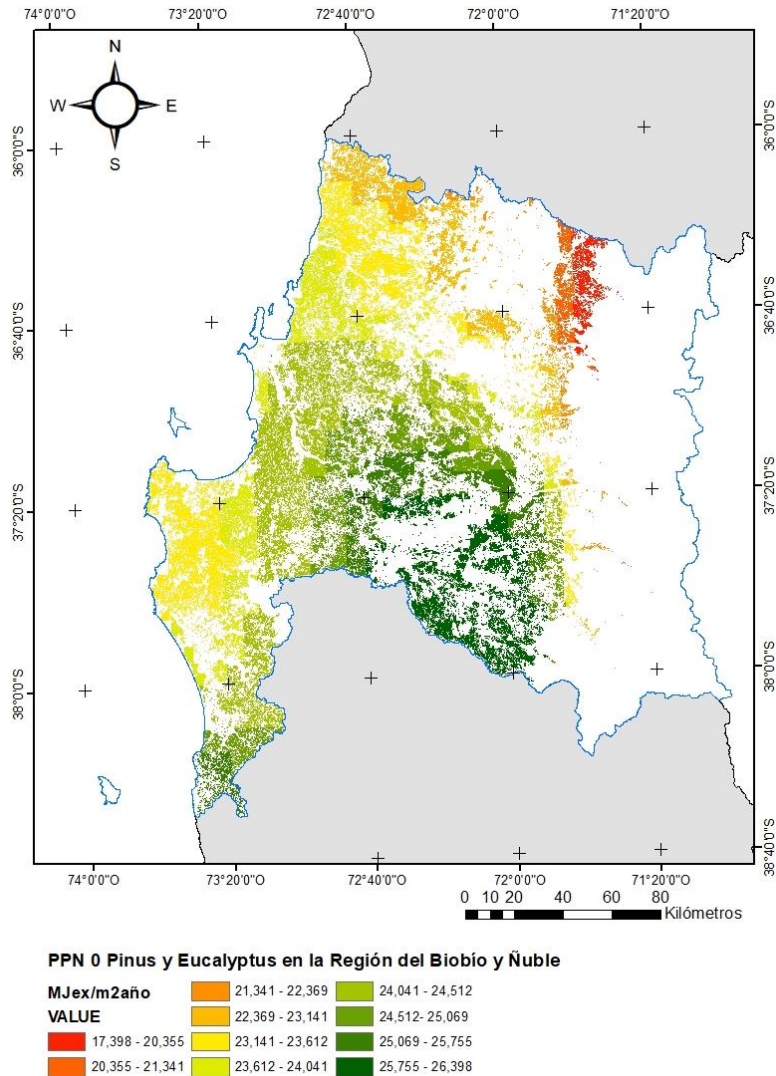 74°0'0"O 73°20'0"O 72°40'0"O 72°0'0"O 71°20'0"O
N
W E
S
36°0'0"S 36°0'0"S
36°40'0"S 36°40'0"S
37°20'0"S 37°20'0"S
38°0'0"S 38°0'0"S
38°40'0"S
74°0'0"O 73°20'0"O 72°40'0"O 72°0'0"O 71°20'0"O
0 10 20 40 60 80
Kilómetros
PPN 0 Pinus y Eucalyptus en la Región del Biobío y Ñuble
MJex/m2año 21,341 - 22,369 24,041 - 24,512
VALUE 22,369 - 23,141 24,512- 25,069
17,398 - 20,355 23,141 - 23,612 25,069 - 25,755
20,355 - 21,341 23,612 - 24,041 25,755 - 26,398